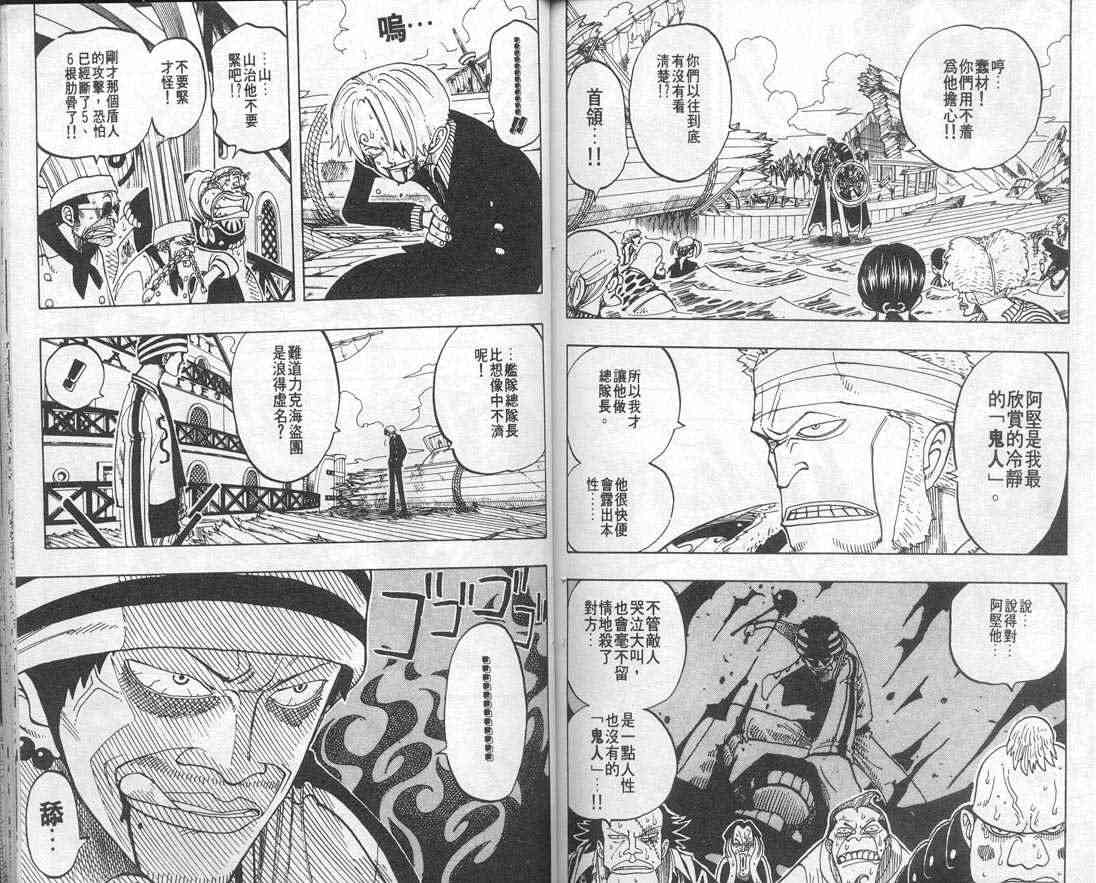 哼…
蠢材！
你們用不着
爲他擔心!!
你們以往到底
有沒有看
清楚!?
首領…!!
阿堅是我最
欣賞的冷靜
的「鬼人」。
所以我才
讓他做
總隊長。
他很快便
會露出本
性……
說…
說得對…
阿堅他…
不管敵人
哭泣大叫，
也會毫不留
情地殺了
對方…
是一點人性
也沒有的
「鬼人」…!!
嗚…
!!
…山…
山治他不要
緊吧!?
不要緊
才怪！
剛才那個盾人
的攻擊，恐怕
已經斷了5、
6根肋骨了!!
…艦隊總隊長
比想像中不濟
呢！
難道力克海盜團
是浪得虛名?
!
ゴゴゴゴ
舔…